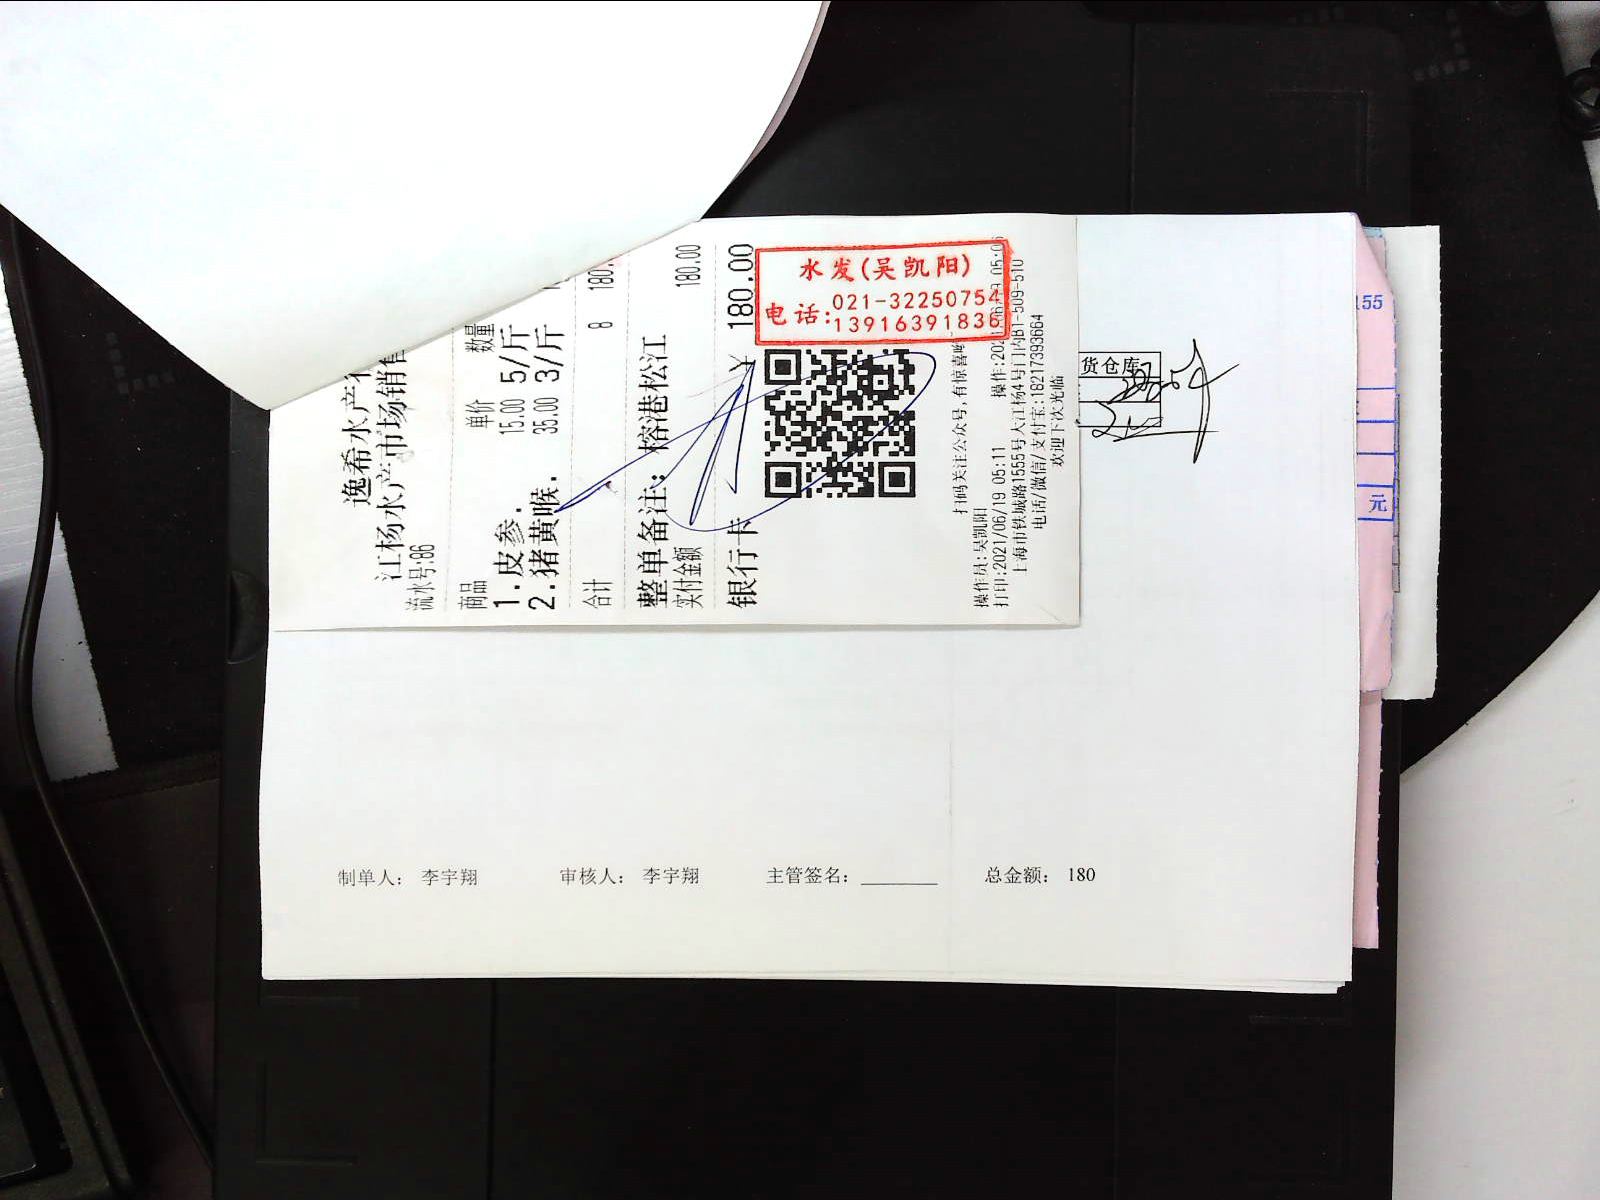 逸希水产
江杨水产市场销售
流水号:86
商品 单价 数量
1.皮参. 15.00 5/斤
2.猪黄喉. 35.00 3/斤
合计 8 180.
整单备注: 榕港松江
实付金额 180.00
银行卡 ￥ 180.00
水发(吴凯阳)
电话:021-32250754
13916391836
扫码关注公众号,有惊喜
操作员:吴凯阳
打印:2021/06/19 05:11
上海市铁城路1555号大江杨4号门内B1-509-510
电话/微信/支付宝:18217393664
欢迎下次光临
货仓库
155
元
制单人: 李宇翔 审核人: 李宇翔 主管签名: 总金额: 180